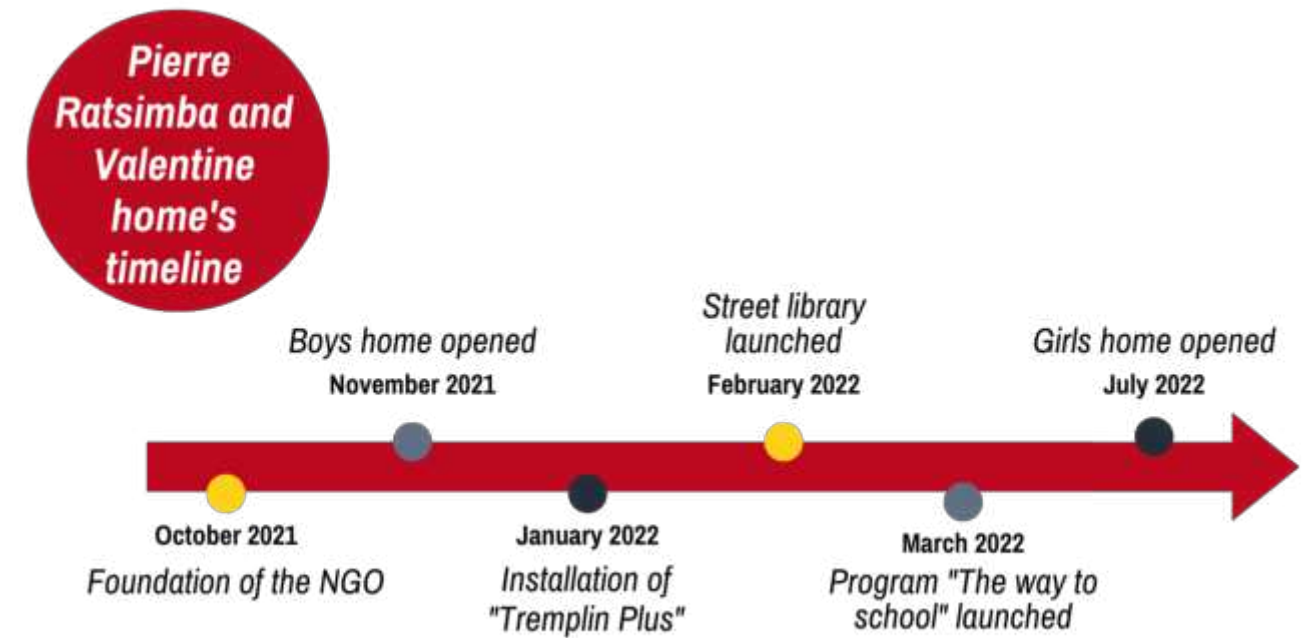 Pierre
Ratsimba and
Valentine
home's
timeline
Boys home opened
November 2021
Street library
launched
February 2022
Girls home opened
July 2022
October 2021
Foundation of the NGO
January 2022
Installation of
"Tremplin Plus"
March 2022
Program "The way to
school" launched